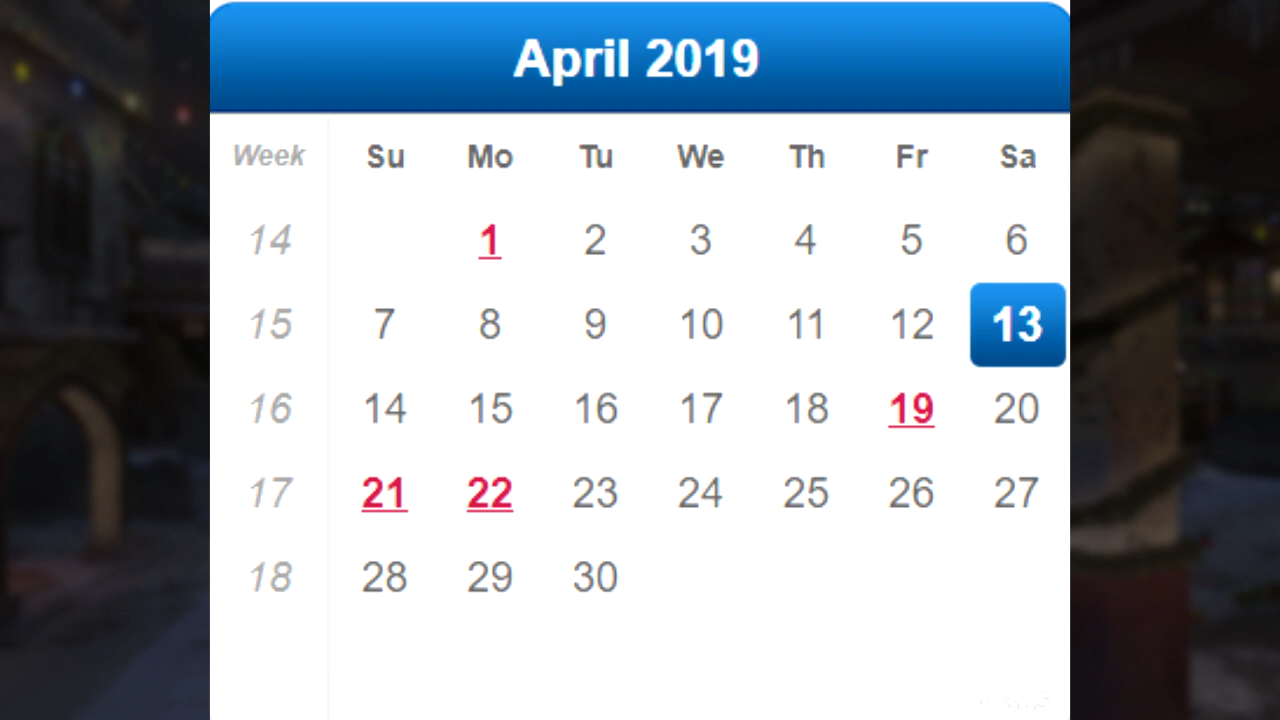 April 2019
Week Su Mo Tu We Th Fr Sa
14 1 2 3 4 5 6
15 7 8 9 10 11 12 13
16 14 15 16 17 18 19 20
17 21 22 23 24 25 26 27
18 28 29 30